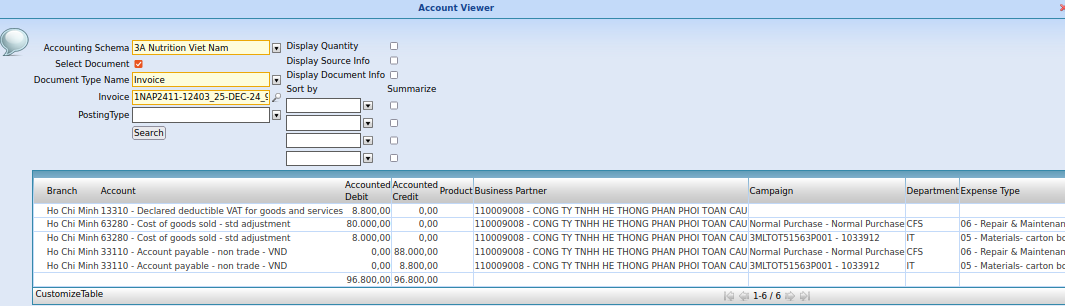 Account Viewer
Accounting Schema 3A Nutrition Viet Nam Display Quantity
Select Document Display Source Info
Document Type Name Invoice Display Document Info
Invoice 1NAP2411-12403_25-DEC-24_ Sort by Summarize
PostingType
Search
Branch Account Accounted Debit Accounted Credit Product Business Partner Campaign Department Expense Type
Ho Chi Minh 13310 - Declared deductible VAT for goods and services 8.800,00 0,00 110009008 - CONG TY TNHH HE THONG PHAN PHOI TOAN CAU
Ho Chi Minh 63280 - Cost of goods sold - std adjustment 80.000,00 0,00 110009008 - CONG TY TNHH HE THONG PHAN PHOI TOAN CAU Normal Purchase - Normal Purchase CFS 06 - Repair & Maintenan
Ho Chi Minh 63280 - Cost of goods sold - std adjustment 8.000,00 0,00 110009008 - CONG TY TNHH HE THONG PHAN PHOI TOAN CAU 3MLTOT51563P001 - 1033912 IT 05 - Materials- carton bo
Ho Chi Minh 33110 - Account payable - non trade - VND 0,00 88.000,00 110009008 - CONG TY TNHH HE THONG PHAN PHOI TOAN CAU Normal Purchase - Normal Purchase CFS 06 - Repair & Maintenan
Ho Chi Minh 33110 - Account payable - non trade - VND 0,00 8.800,00 110009008 - CONG TY TNHH HE THONG PHAN PHOI TOAN CAU 3MLTOT51563P001 - 1033912 IT 05 - Materials- carton bo
96.800,00 96.800,00
CustomizeTable 1-6 / 6